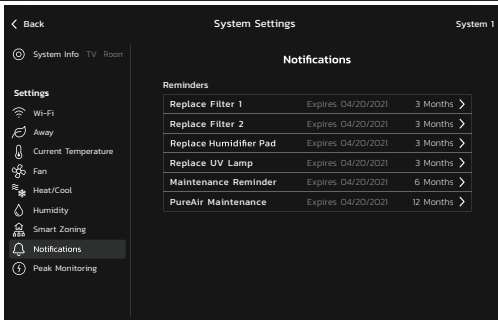 Back
System Settings
System 1
System Info TV Room
Notifications
Settings
Wi-Fi
Away
Current Temperature
Fan
Heat/Cool
Humidity
Smart Zoning
Notifications
Peak Monitoring
Reminders
Replace Filter 1 Expires 04/20/2021 3 Months
Replace Filter 2 Expires 04/20/2021 3 Months
Replace Humidifier Pad Expires 04/20/2021 3 Months
Replace UV Lamp Expires 04/20/2021 3 Months
Maintenance Reminder Expires 04/20/2021 6 Months
PureAir Maintenance Expires 04/20/2021 12 Months